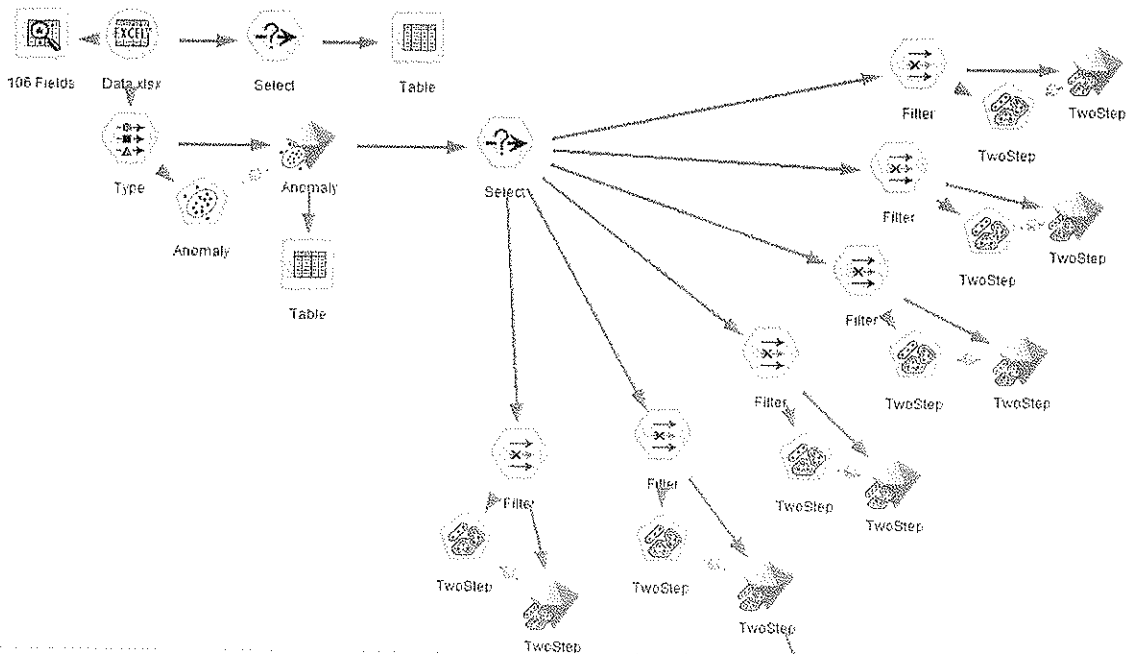 EXCEL
106 Fields
Data.xlsx
Select
Table
Filter
TwoStep
TwoStep
Type
Anomaly
Select
Filter
Anomaly
TwoStep
TwoStep
Table
Filter
TwoStep
TwoStep
Filter
TwoStep
TwoStep
Filter
Filter
TwoStep
TwoStep
TwoStep
TwoStep